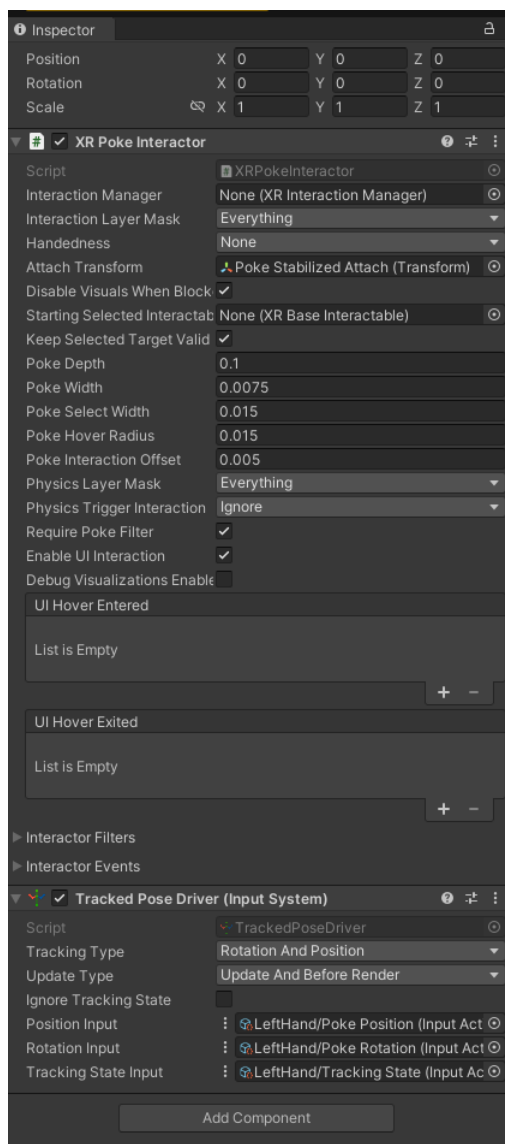 Inspector
Position X 0 Y 0 Z 0
Rotation X 0 Y 0 Z 0
Scale X 1 Y 1 Z 1
# XR Poke Interactor
Script # XRPokeInteractor
Interaction Manager None (XR Interaction Manager)
Interaction Layer Mask Everything
Handedness None
Attach Transform Poke Stabilized Attach (Transform)
Disable Visuals When Block
Starting Selected Interactab None (XR Base Interactable)
Keep Selected Target Valid
Poke Depth 0.1
Poke Width 0.0075
Poke Select Width 0.015
Poke Hover Radius 0.015
Poke Interaction Offset 0.005
Physics Layer Mask Everything
Physics Trigger Interaction Ignore
Require Poke Filter
Enable UI Interaction
Debug Visualizations Enable
UI Hover Entered
List is Empty
+ −
UI Hover Exited
List is Empty
+ −
Interactor Filters
Interactor Events
Tracked Pose Driver (Input System)
Script TrackedPoseDriver
Tracking Type Rotation And Position
Update Type Update And Before Render
Ignore Tracking State
Position Input LeftHand/Poke Position (Input Act
Rotation Input LeftHand/Poke Rotation (Input Act
Tracking State Input LeftHand/Tracking State (Input Ac
Add Component